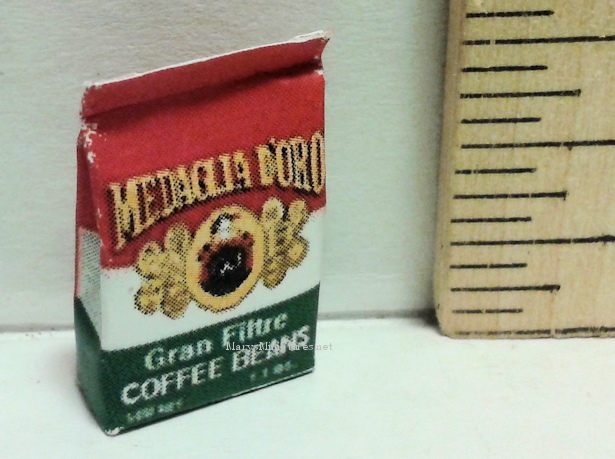 MEDAGLIA D'ORO
Gran Filtre
COFFEE BEANS